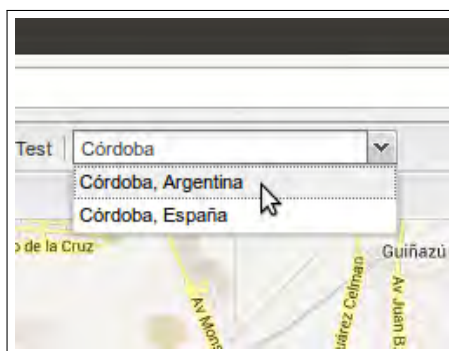 Test
Córdoba
Córdoba, Argentina
Córdoba, España
o de la Cruz
Guiñazú
Av Mons
uárez Celman
Av Juan B.